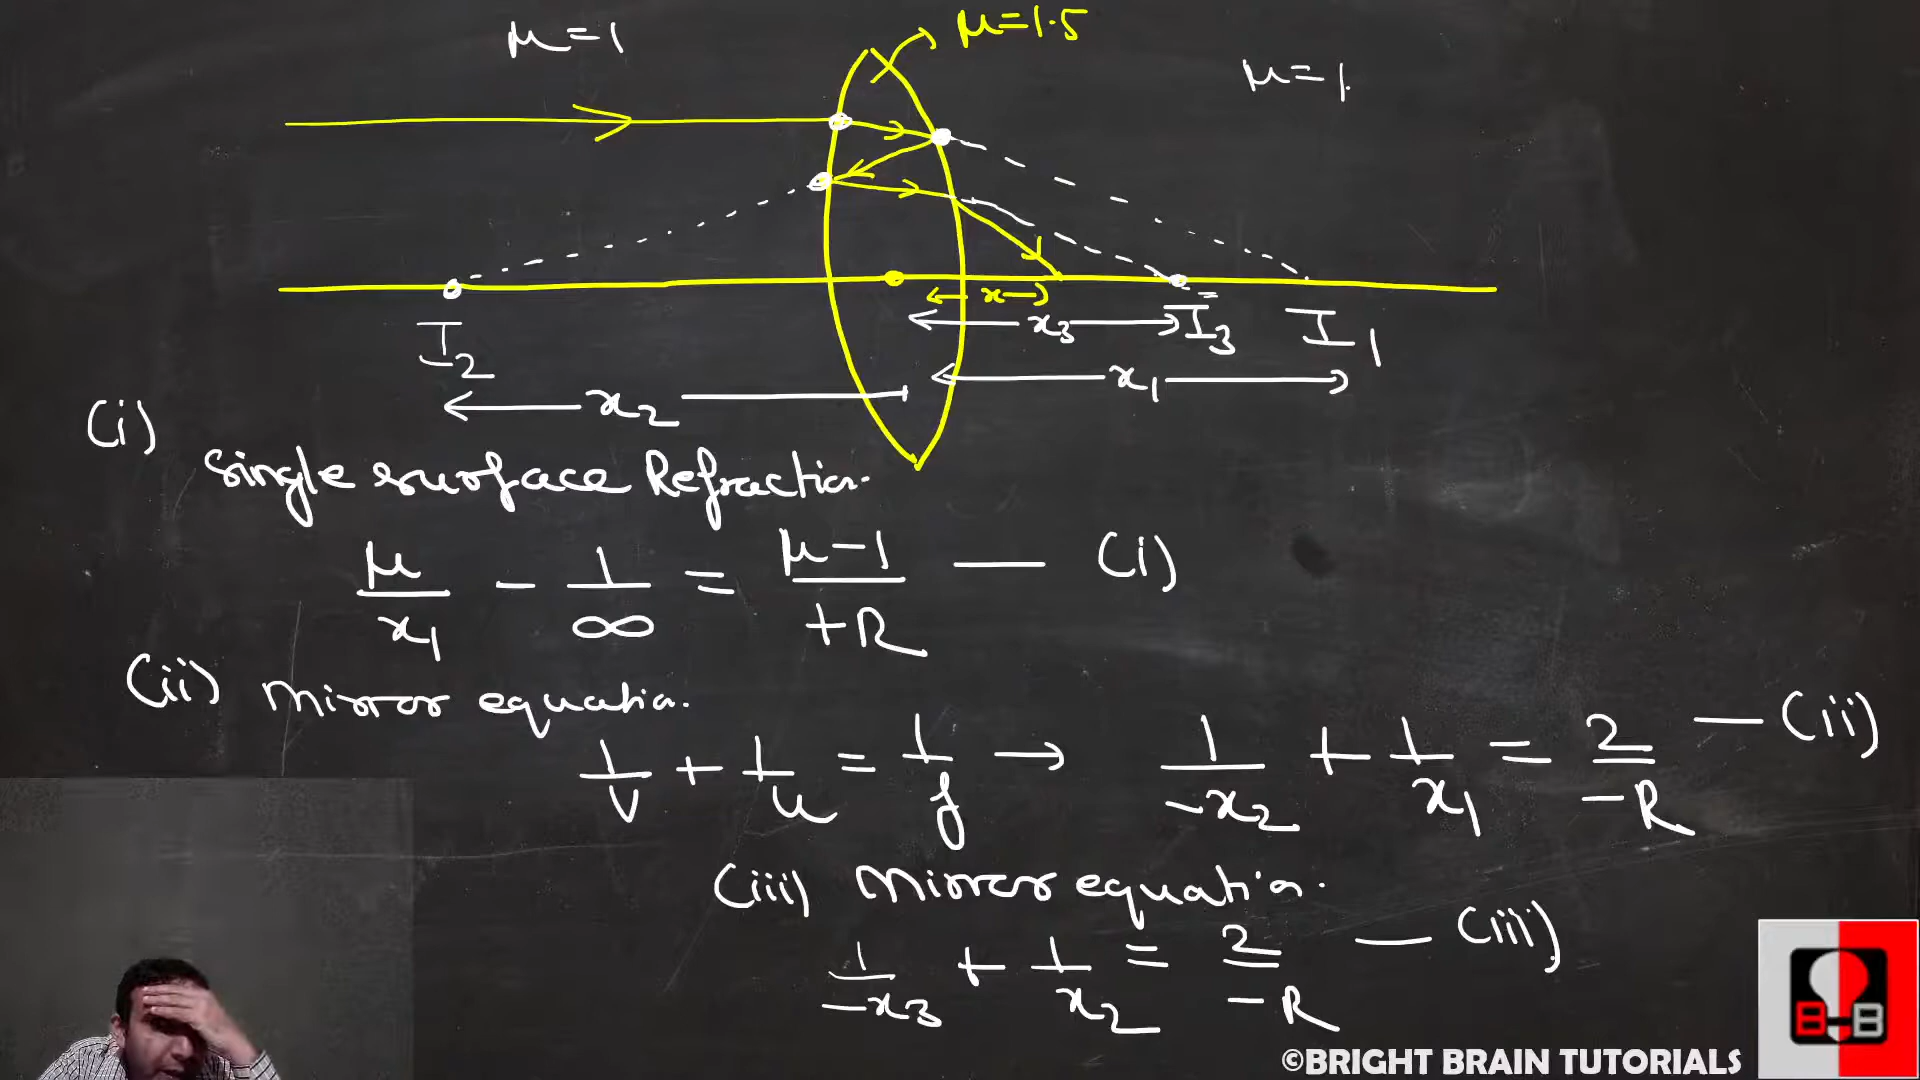 μ=1
μ=1.5
μ=1.
x
x₃
I₃
I₁
I₂
x₂
x₁
(i)
Single surface Refraction.
μ/x₁ - 1/∞ = μ-1/+R — (i)
(ii) Mirror equation.
1/v + 1/u = 1/f → 1/-x₂ + 1/x₁ = 2/-R — (ii)
(iii) Mirror equation.
1/-x₃ + 1/x₂ = 2/-R — (iii)
B B
©BRIGHT BRAIN TUTORIALS